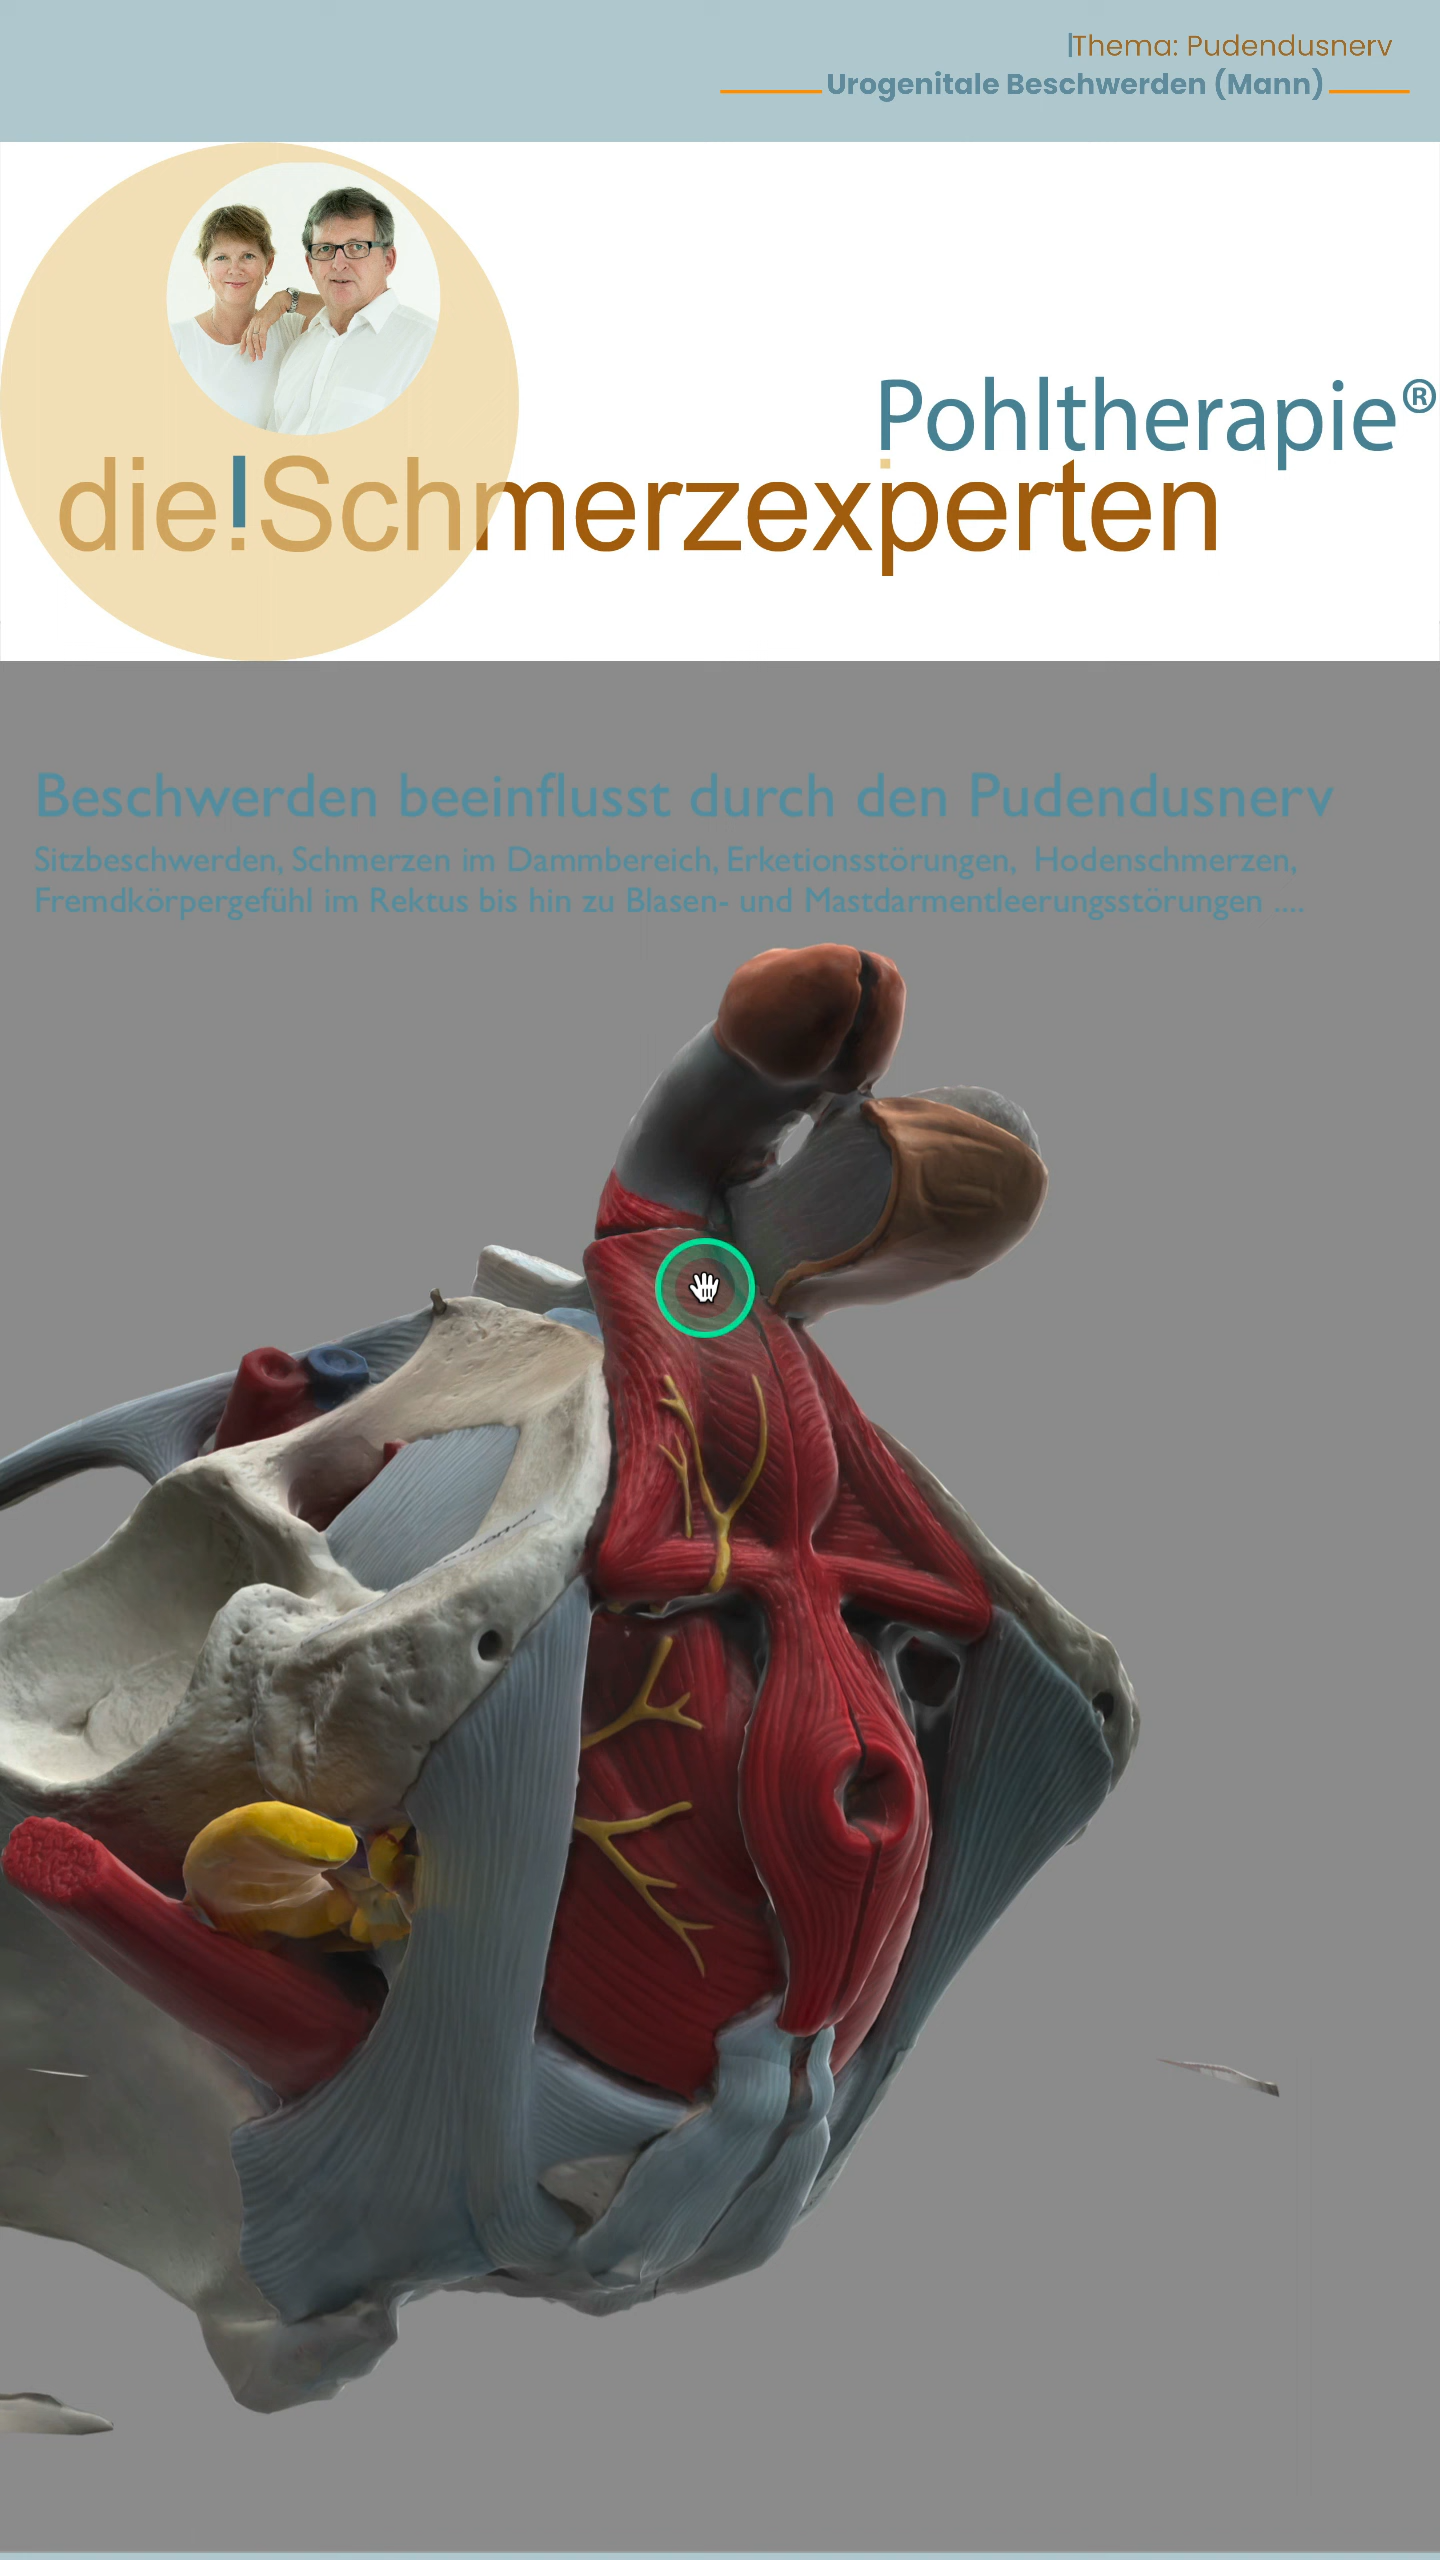 Thema: Pudendusnerv
Urogenitale Beschwerden (Mann)
Pohltherapie®
die!Schmerzexperten
Beschwerden beeinflusst durch den Pudendusnerv
Sitzbeschwerden, Schmerzen im Dammbereich, Erketionsstörungen, Hodenschmerzen,
Fremdkörpergefühl im Rektus bis hin zu Blasen- und Mastdarmentleerungsstörungen ....